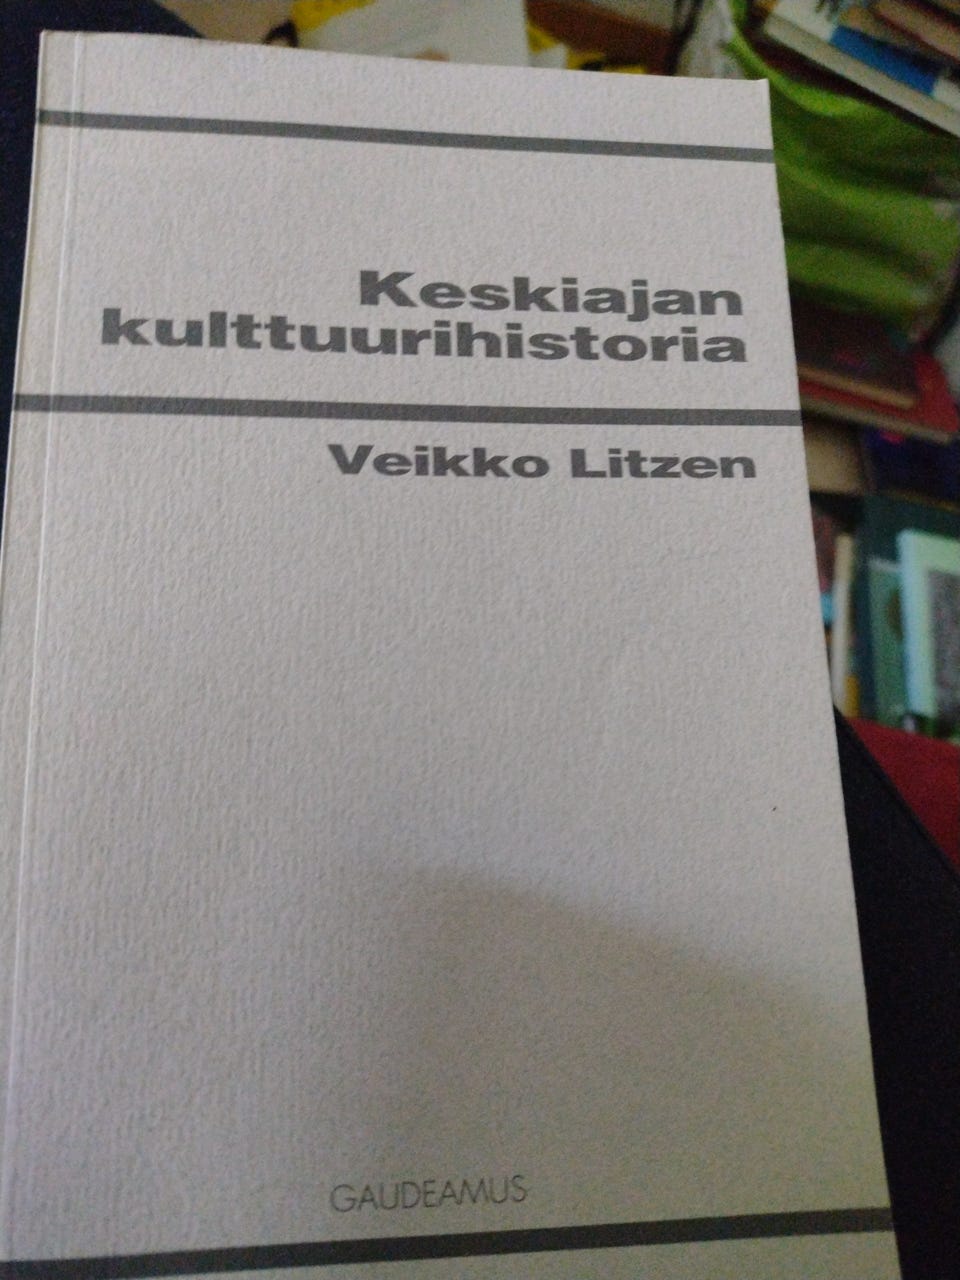 Keskiajan
kulttuurihistoria
Veikko Litzen
GAUDEAMUS